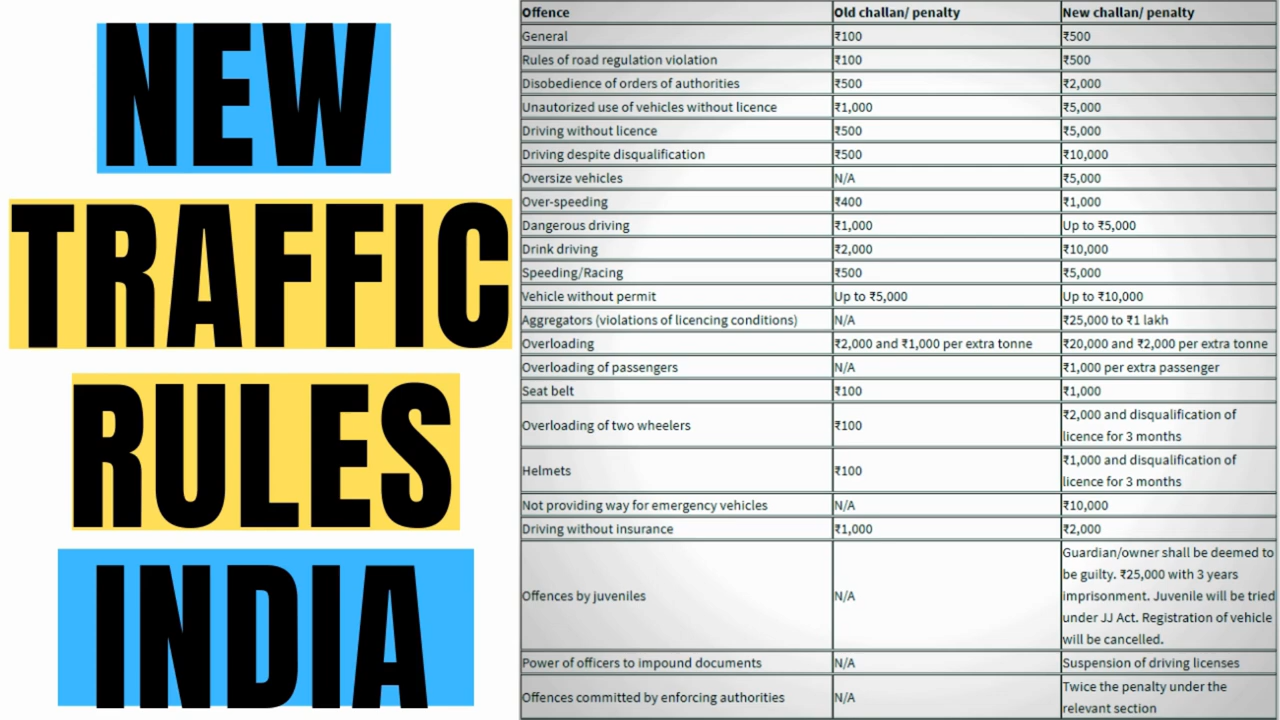 NEW
TRAFFIC
RULES
INDIA
Offence Old challan/ penalty New challan/ penalty
General ₹100 ₹500
Rules of road regulation violation ₹100 ₹500
Disobedience of orders of authorities ₹500 ₹2,000
Unautorized use of vehicles without licence ₹1,000 ₹5,000
Driving without licence ₹500 ₹5,000
Driving despite disqualification ₹500 ₹10,000
Oversize vehicles N/A ₹5,000
Over-speeding ₹400 ₹1,000
Dangerous driving ₹1,000 Up to ₹5,000
Drink driving ₹2,000 ₹10,000
Speeding/Racing ₹500 ₹5,000
Vehicle without permit Up to ₹5,000 Up to ₹10,000
Aggregators (violations of licencing conditions) N/A ₹25,000 to ₹1 lakh
Overloading ₹2,000 and ₹1,000 per extra tonne ₹20,000 and ₹2,000 per extra tonne
Overloading of passengers N/A ₹1,000 per extra passenger
Seat belt ₹100 ₹1,000
Overloading of two wheelers ₹100 ₹2,000 and disqualification of
licence for 3 months
Helmets ₹100 ₹1,000 and disqualification of
licence for 3 months
Not providing way for emergency vehicles N/A ₹10,000
Driving without insurance ₹1,000 ₹2,000
Offences by juveniles N/A Guardian/owner shall be deemed to
be guilty. ₹25,000 with 3 years
imprisonment. Juvenile will be tried
under JJ Act. Registration of vehicle
will be cancelled.
Power of officers to impound documents N/A Suspension of driving licenses
Offences committed by enforcing authorities N/A Twice the penalty under the
relevant section